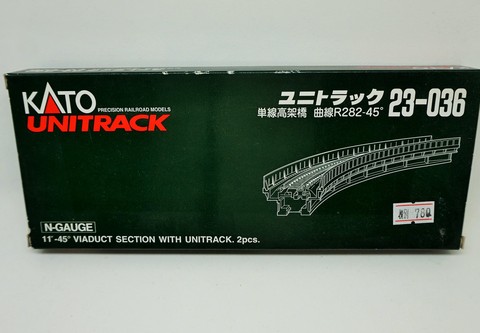 KATO
PRECISION RAILROAD MODELS
UNITRACK
ユニトラック 23-036
単線高架橋 曲線R282-45°
780
N-GAUGE
11"-45° VIADUCT SECTION WITH UNITRACK. 2pcs.